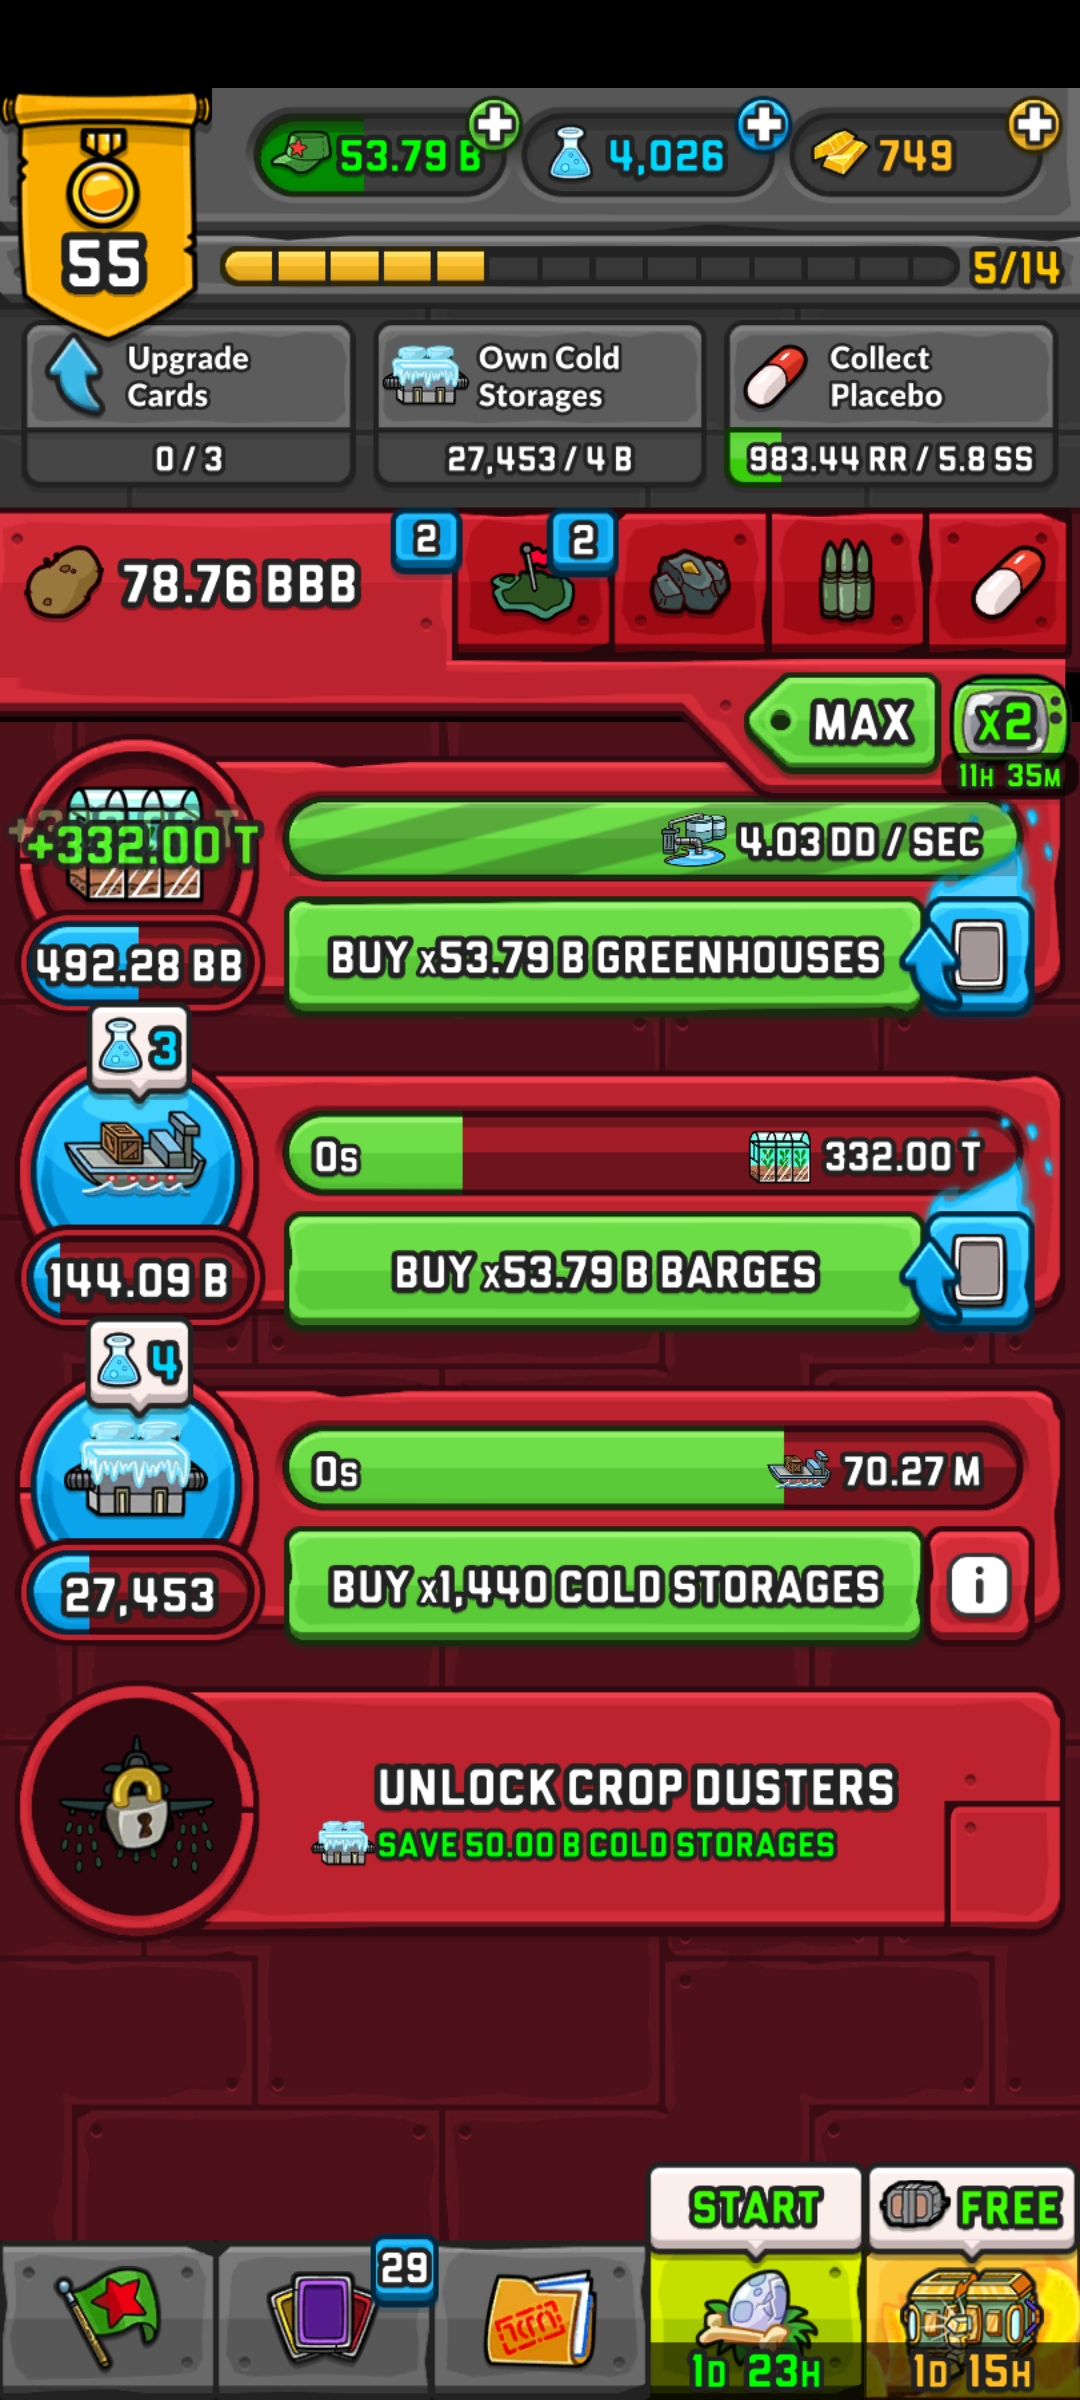 53.79 B
4,026
749
55
5/14
Upgrade
Cards
0 / 3
Own Cold
Storages
27,453 / 4 B
Collect
Placebo
983.44 RR / 5.8 SS
78.76 BBB
2
2
MAX
x2
11H 35M
+332.00 T
4.03 DD / SEC
492.28 BB
BUY x53.79 B GREENHOUSES
3
0s
332.00 T
144.09 B
BUY x53.79 B BARGES
4
0s
70.27 M
27,453
BUY x1,440 COLD STORAGES
i
UNLOCK CROP DUSTERS
SAVE 50.00 B COLD STORAGES
START
FREE
29
1D 23H
1D 15H